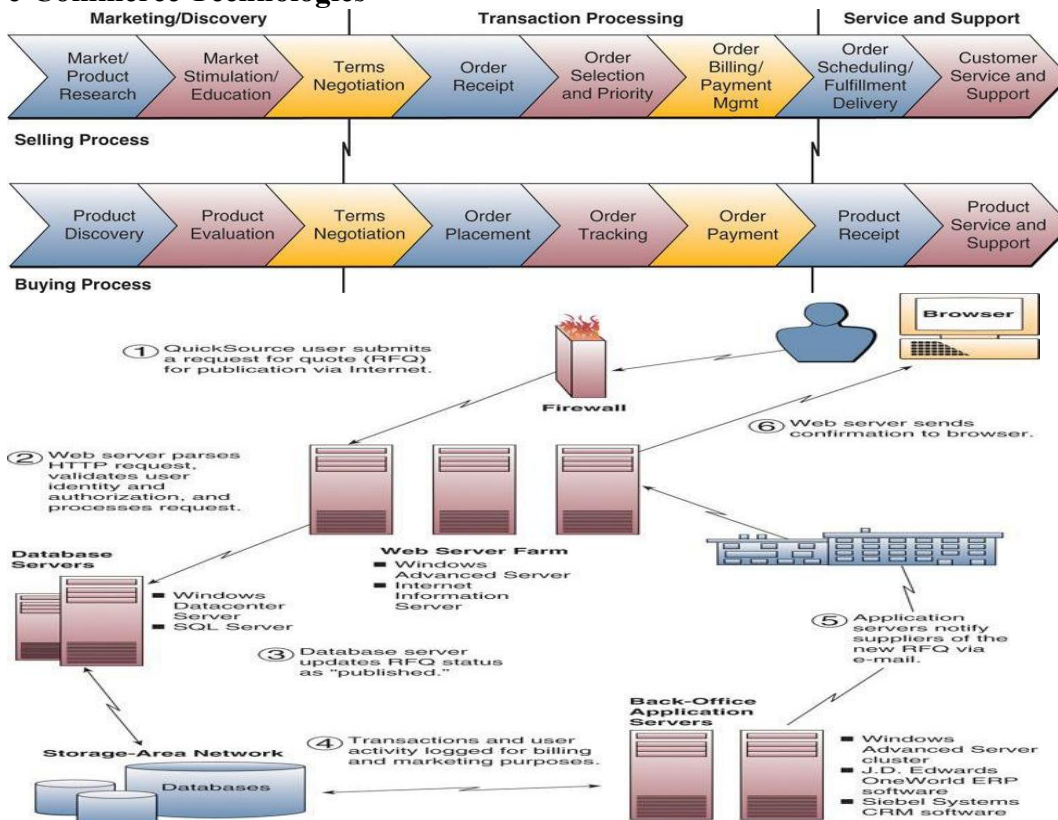 e-Commerce Technologies
Marketing/Discovery
Transaction Processing
Service and Support
Market/
Product
Research
Market
Stimulation/
Education
Terms
Negotiation
Order
Receipt
Order
Selection
and Priority
Order
Billing/
Payment
Mgmt
Order
Scheduling/
Fulfillment
Delivery
Customer
Service and
Support
Selling Process
Product
Discovery
Product
Evaluation
Terms
Negotiation
Order
Placement
Order
Tracking
Order
Payment
Product
Receipt
Product
Service and
Support
Buying Process
Browser
1 QuickSource user submits
a request for quote (RFQ)
for publication via Internet.
Firewall
6 Web server sends
confirmation to browser.
2 Web server parses
HTTP request,
validates user
identity and
authorization, and
processes request.
Database
Servers
■ Windows
Datacenter
Server
■ SQL Server
Web Server Farm
■ Windows
Advanced Server
■ Internet
Information
Server
3 Database server
updates RFQ status
as “published.”
5 Application
servers notify
suppliers of the
new RFQ via
e-mail.
Back-Office
Application
Servers
■ Windows
Advanced Server
cluster
■ J.D. Edwards
OneWorld ERP
software
■ Siebel Systems
CRM software
Storage-Area Network
Databases
4 Transactions and user
activity logged for billing
and marketing purposes.